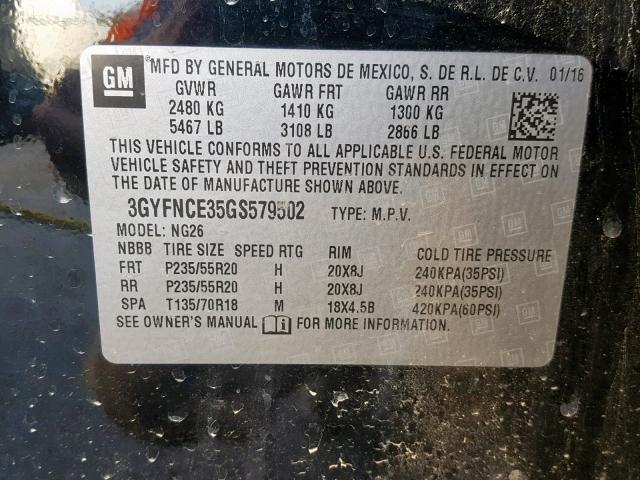 GM
®MFD BY GENERAL MOTORS DE MEXICO, S. DE R.L. DE C.V. 01/16
GVWR GAWR FRT GAWR RR
2480 KG 1410 KG 1300 KG
5467 LB 3108 LB 2866 LB
THIS VEHICLE CONFORMS TO ALL APPLICABLE U.S. FEDERAL MOTOR
VEHICLE SAFETY AND THEFT PREVENTION STANDARDS IN EFFECT ON
THE DATE OF MANUFACTURE SHOWN ABOVE.
3GYFNCE35GS579502 TYPE: M.P.V.
MODEL: NG26
NBBB TIRE SIZE SPEED RTG RIM COLD TIRE PRESSURE
FRT P235/55R20 H 20X8J 240KPA(35PSI)
RR P235/55R20 H 20X8J 240KPA(35PSI)
SPA T135/70R18 M 18X4.5B 420KPA(60PSI)
SEE OWNER'S MANUAL FOR MORE INFORMATION.